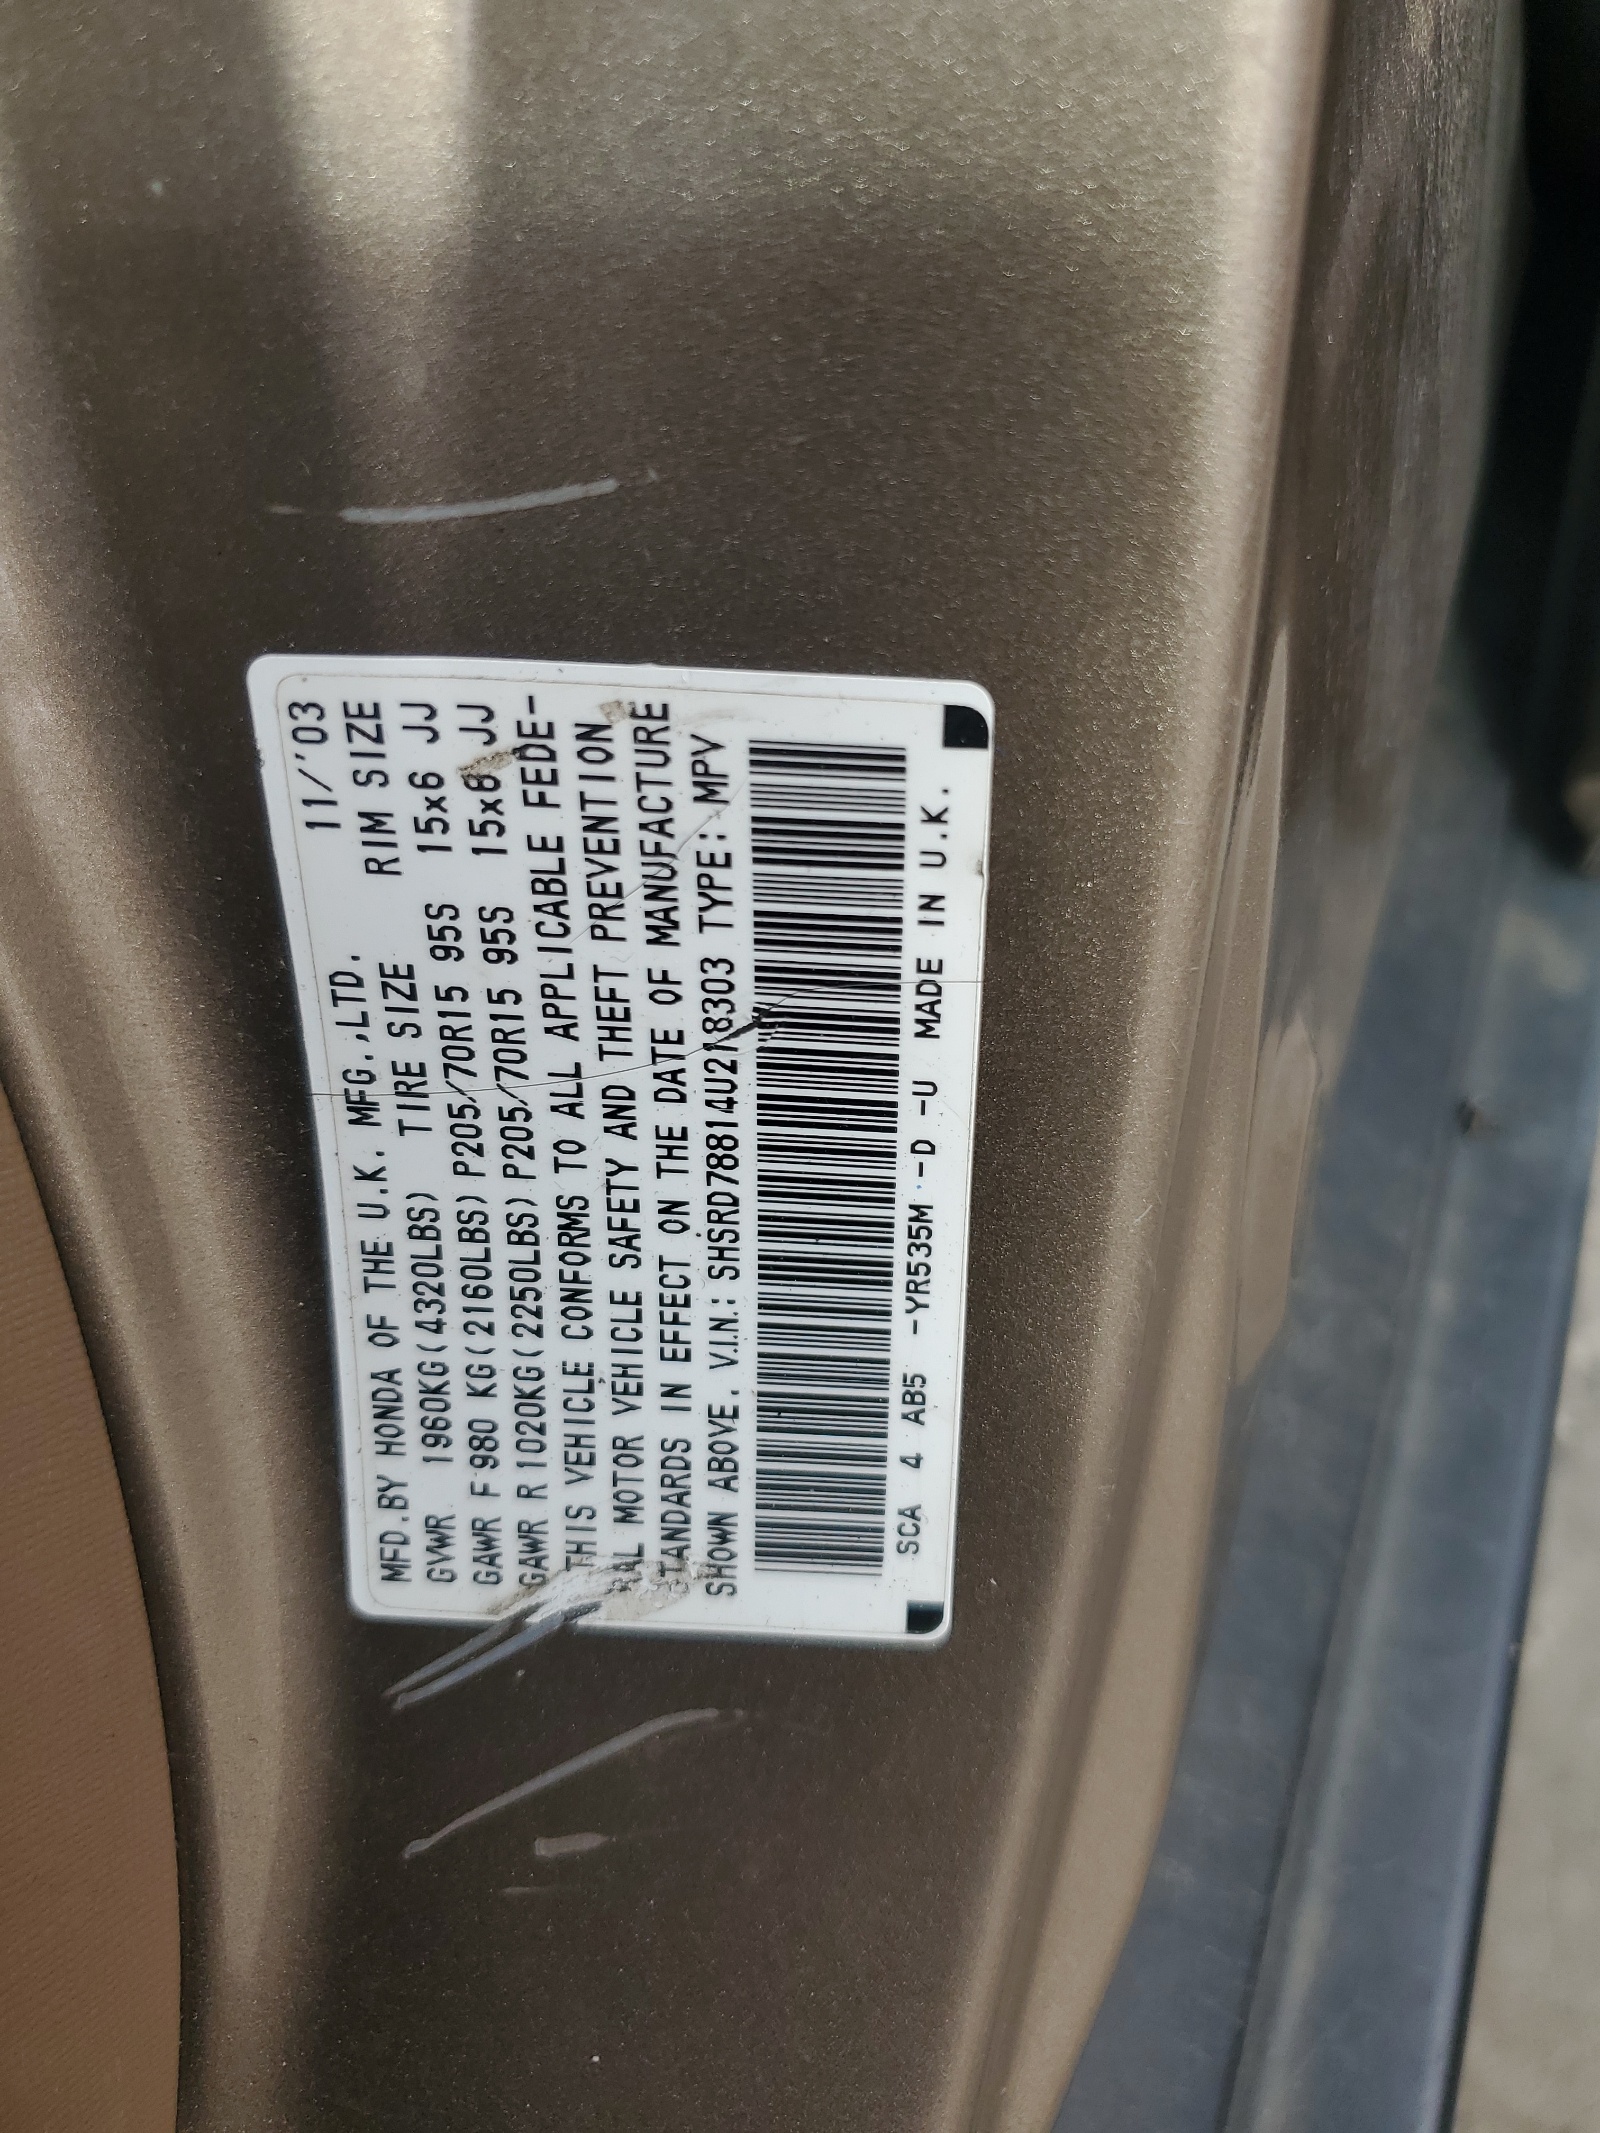 11/'03
MFD.BY HONDA OF THE U.K. MFG.,LTD.
TIRE SIZE RIM SIZE
GVWR 1960KG(4320LBS)
GAWR F 980 KG(2160LBS) P205/70R15 95S 15x6 JJ
GAWR R 1020KG(2250LBS) P205/70R15 95S 15x6 JJ
THIS VEHICLE CONFORMS TO ALL APPLICABLE FEDE-
RAL MOTOR VEHICLE SAFETY AND THEFT PREVENTION
STANDARDS IN EFFECT ON THE DATE OF MANUFACTURE
SHOWN ABOVE. V.I.N.: SHSRD78814U218303 TYPE: MPV
SCA 4 AB5 -YR535M -D -U MADE IN U.K.